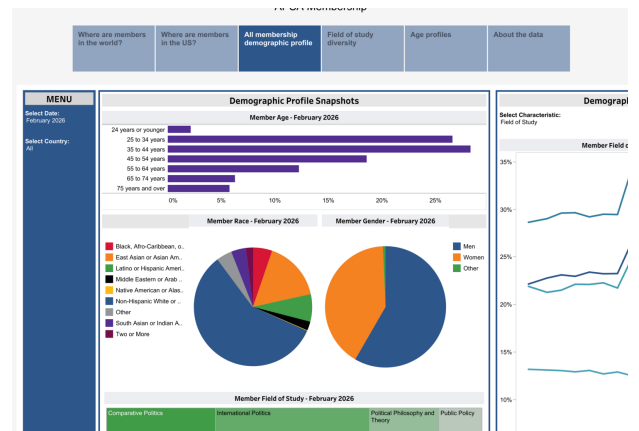 APSA Membership
Where are members in the world?
Where are members in the US?
All membership demographic profile
Field of study diversity
Age profiles
About the data
MENU
Select Date:
February 2026
Select Country:
All
Demographic Profile Snapshots
Member Age - February 2026
24 years or younger
25 to 34 years
35 to 44 years
45 to 54 years
55 to 64 years
65 to 74 years
75 years and over
0% 5% 10% 15% 20% 25%
Member Race - February 2026
Member Gender - February 2026
Black, Afro-Caribbean, o..
East Asian or Asian Am..
Latino or Hispanic Ameri..
Middle Eastern or Arab ..
Native American or Alas..
Non-Hispanic White or ..
Other
South Asian or Indian A..
Two or More
Men
Women
Other
Member Field of Study - February 2026
Comparative Politics
International Politics
Political Philosophy and Theory
Public Policy
Demograph
Select Characteristic:
Field of Study
Member Field o
35%
30%
25%
20%
15%
10%